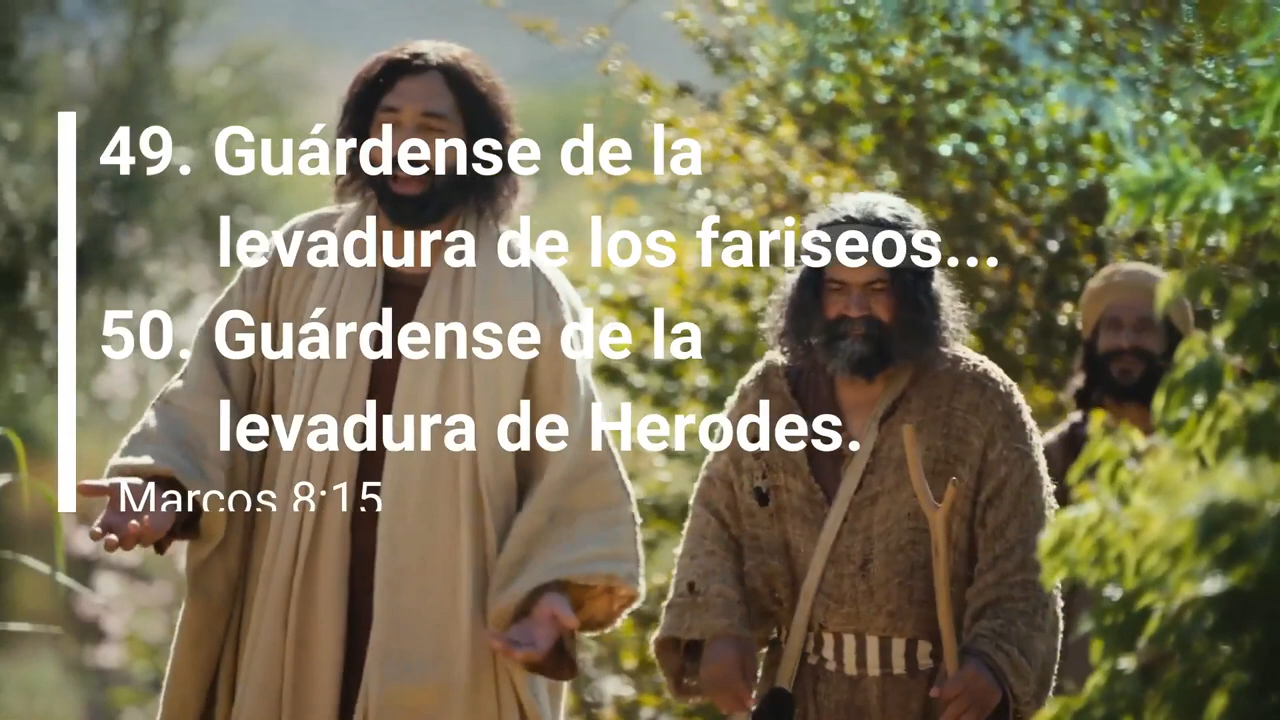 49. Guárdense de la
levadura de los fariseos...
50. Guárdense de la
levadura de Herodes.
Marcos 8:15